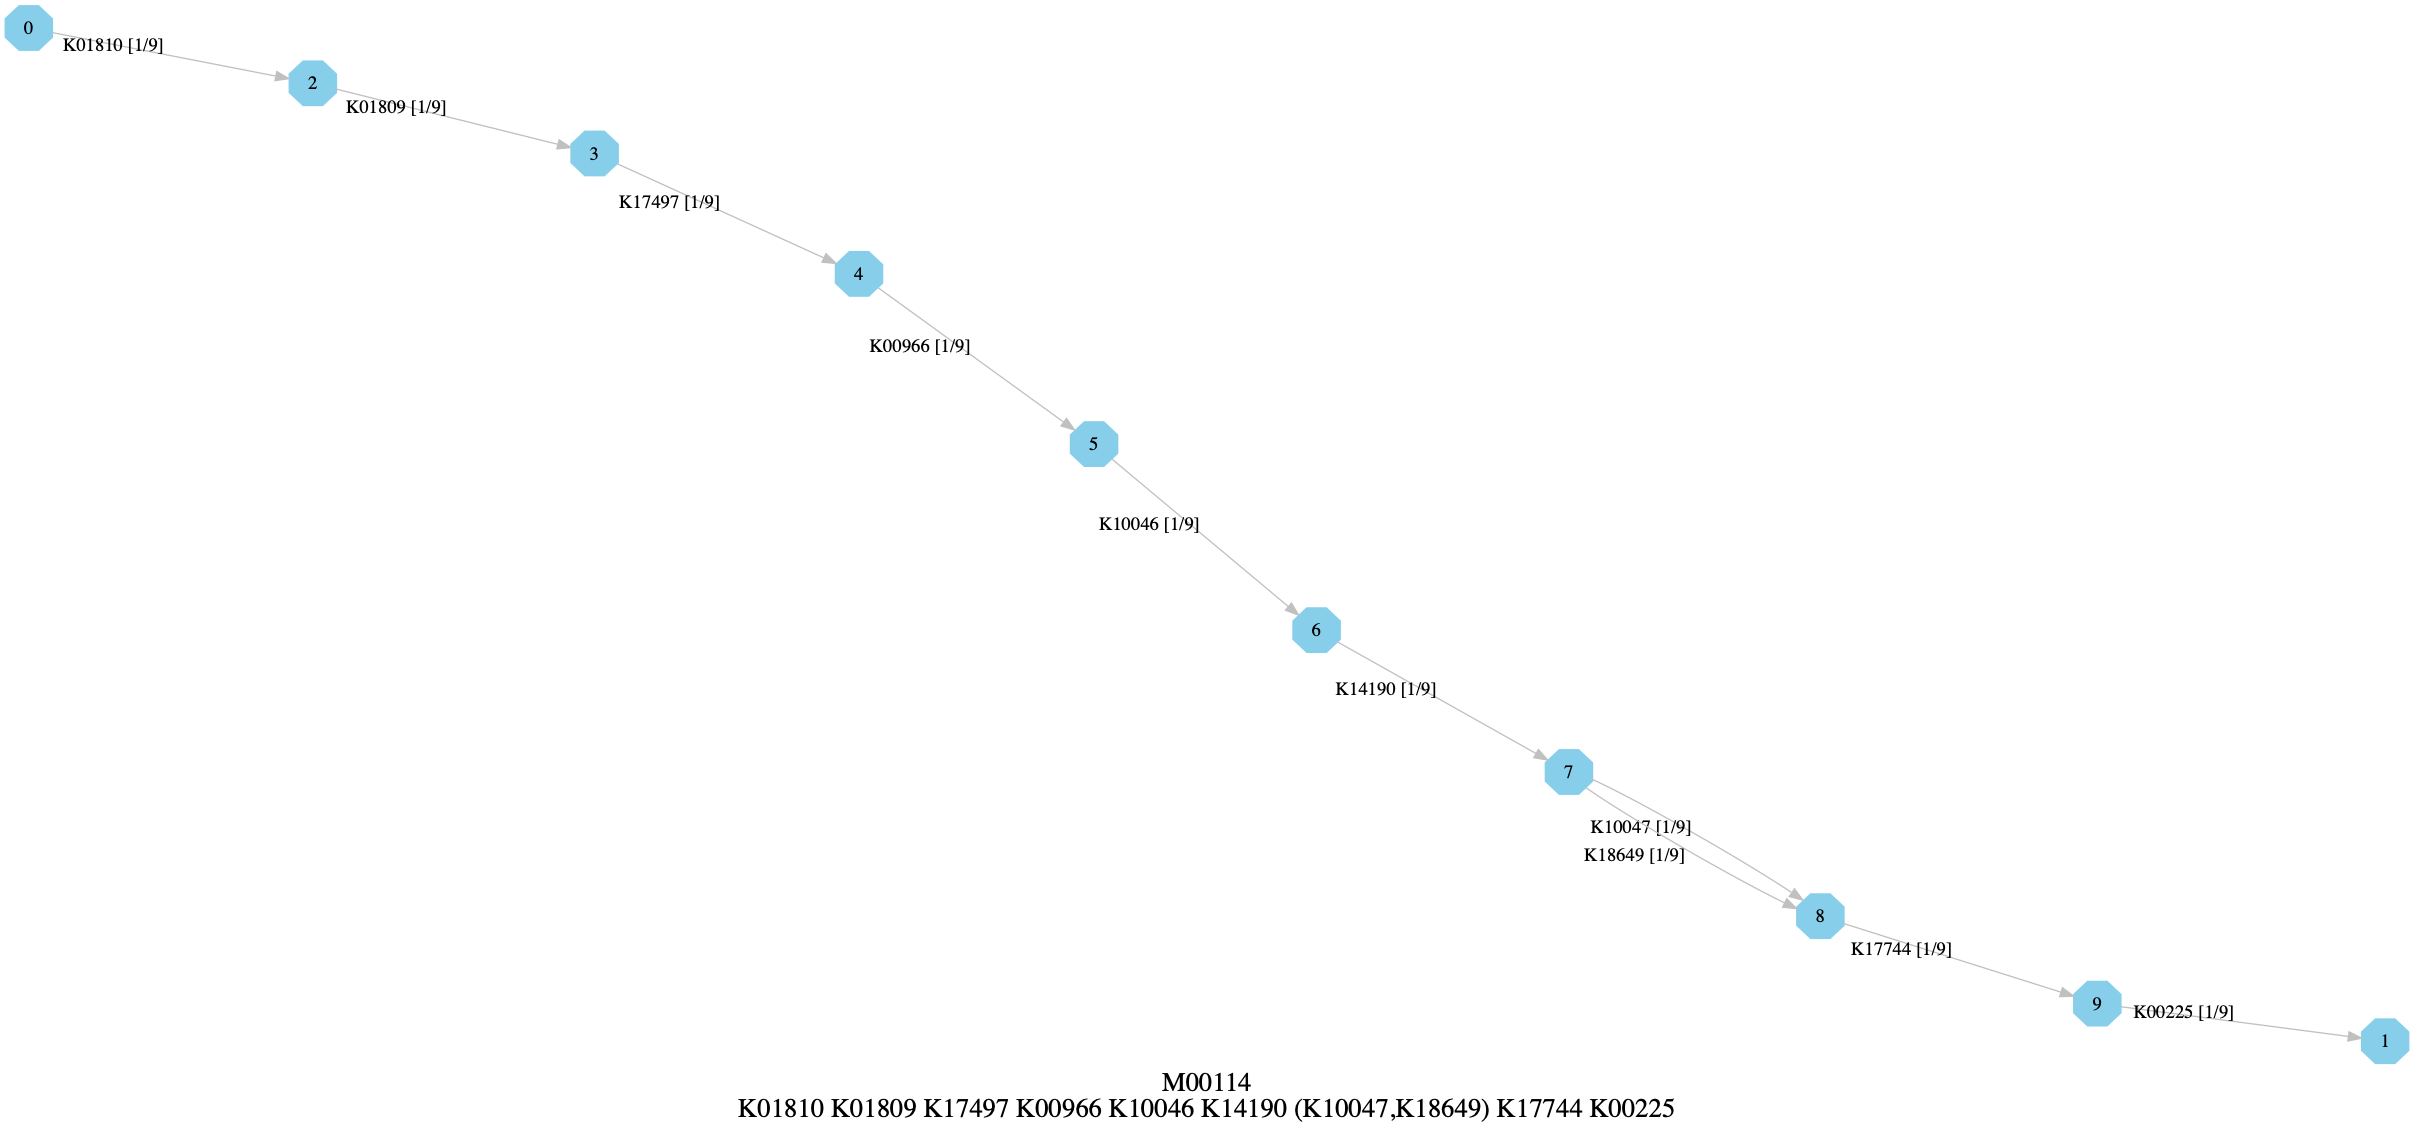 0
K01810 [1/9]
2
K01809 [1/9]
3
K17497 [1/9]
4
K00966 [1/9]
5
K10046 [1/9]
6
K14190 [1/9]
7
K10047 [1/9]
K18649 [1/9]
8
K17744 [1/9]
9
K00225 [1/9]
1
M00114
K01810 K01809 K17497 K00966 K10046 K14190 (K10047,K18649) K17744 K00225